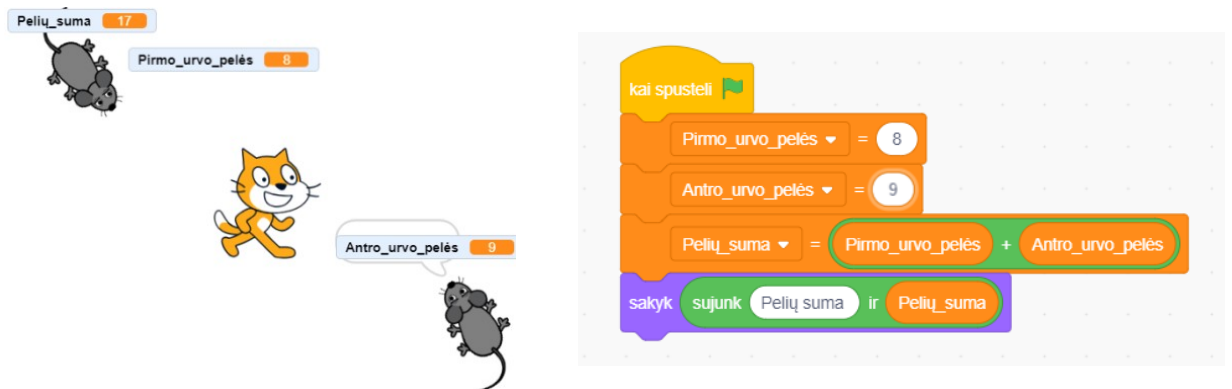 Pelių_suma 17
Pirmo_urvo_pelės 8
Antro_urvo_pelės 9
kai spusteli
Pirmo_urvo_pelės = 8
Antro_urvo_pelės = 9
Pelių_suma = Pirmo_urvo_pelės + Antro_urvo_pelės
sakyk sujunk Pelių suma ir Pelių_suma